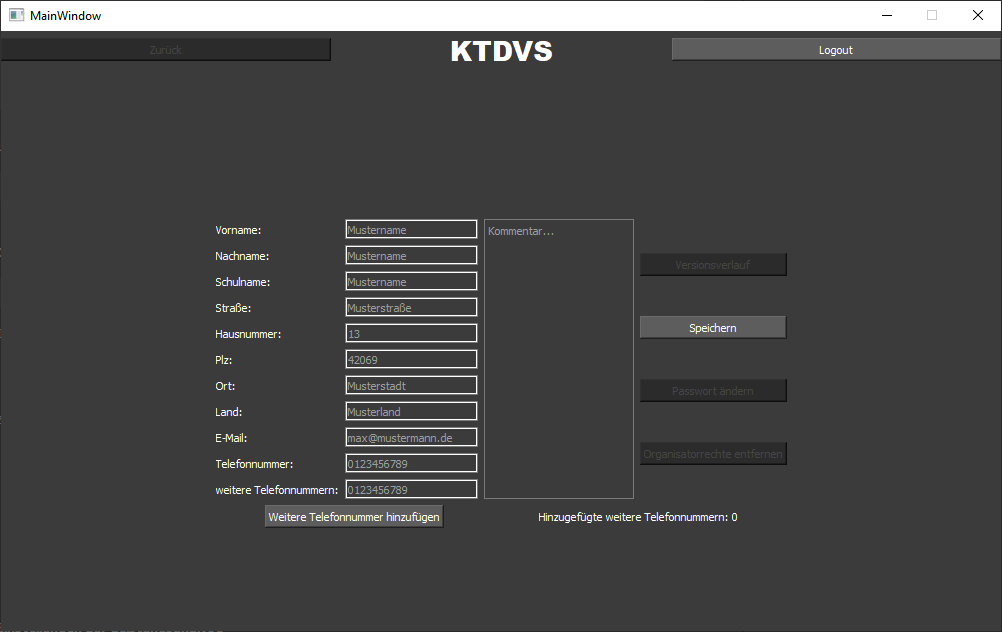 MainWindow
Zurück
KTDVS
Logout
Vorname: Mustername
Nachname: Mustername
Schulname: Mustername
Straße: Musterstraße
Hausnummer: 13
Plz: 42069
Ort: Musterstadt
Land: Musterland
E-Mail: max@mustermann.de
Telefonnummer: 0123456789
weitere Telefonnummern: 0123456789
Kommentar...
Versionsverlauf
Speichern
Passwort ändern
Organisatorrechte entfernen
Weitere Telefonnummer hinzufügen
Hinzugefügte weitere Telefonnummern: 0